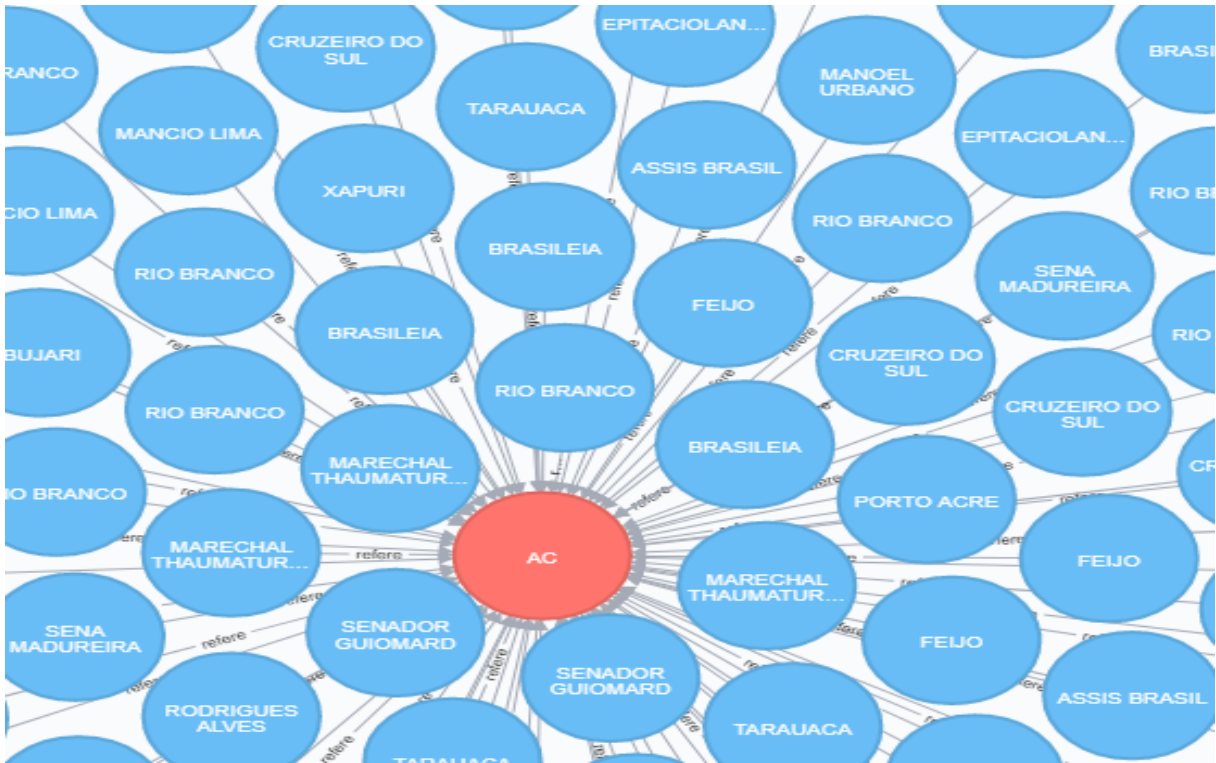 CRUZEIRO DO
SUL
EPITACIOLAN...
RANCO
MANOEL
URBANO
BRASI
TARAUACA
MANCIO LIMA
EPITACIOLAN...
ASSIS BRASIL
XAPURI
RIO B
CIO LIMA
RIO BRANCO
BRASILEIA
RIO BRANCO
SENA
MADUREIRA
FEIJO
BRASILEIA
RIO
BUJARI
CRUZEIRO DO
SUL
RIO BRANCO
RIO BRANCO
CRUZEIRO DO
SUL
BRASILEIA
MARECHAL
THAUMATUR...
CR
IO BRANCO
PORTO ACRE
refere
MARECHAL
THAUMATUR...
refere
AC
FEIJO
MARECHAL
THAUMATUR...
SENA
MADUREIRA
SENADOR
GUIOMARD
refere
FEIJO
refere
SENADOR
GUIOMARD
ASSIS BRASIL
RODRIGUES
ALVES
TARAUACA
TARAUACA